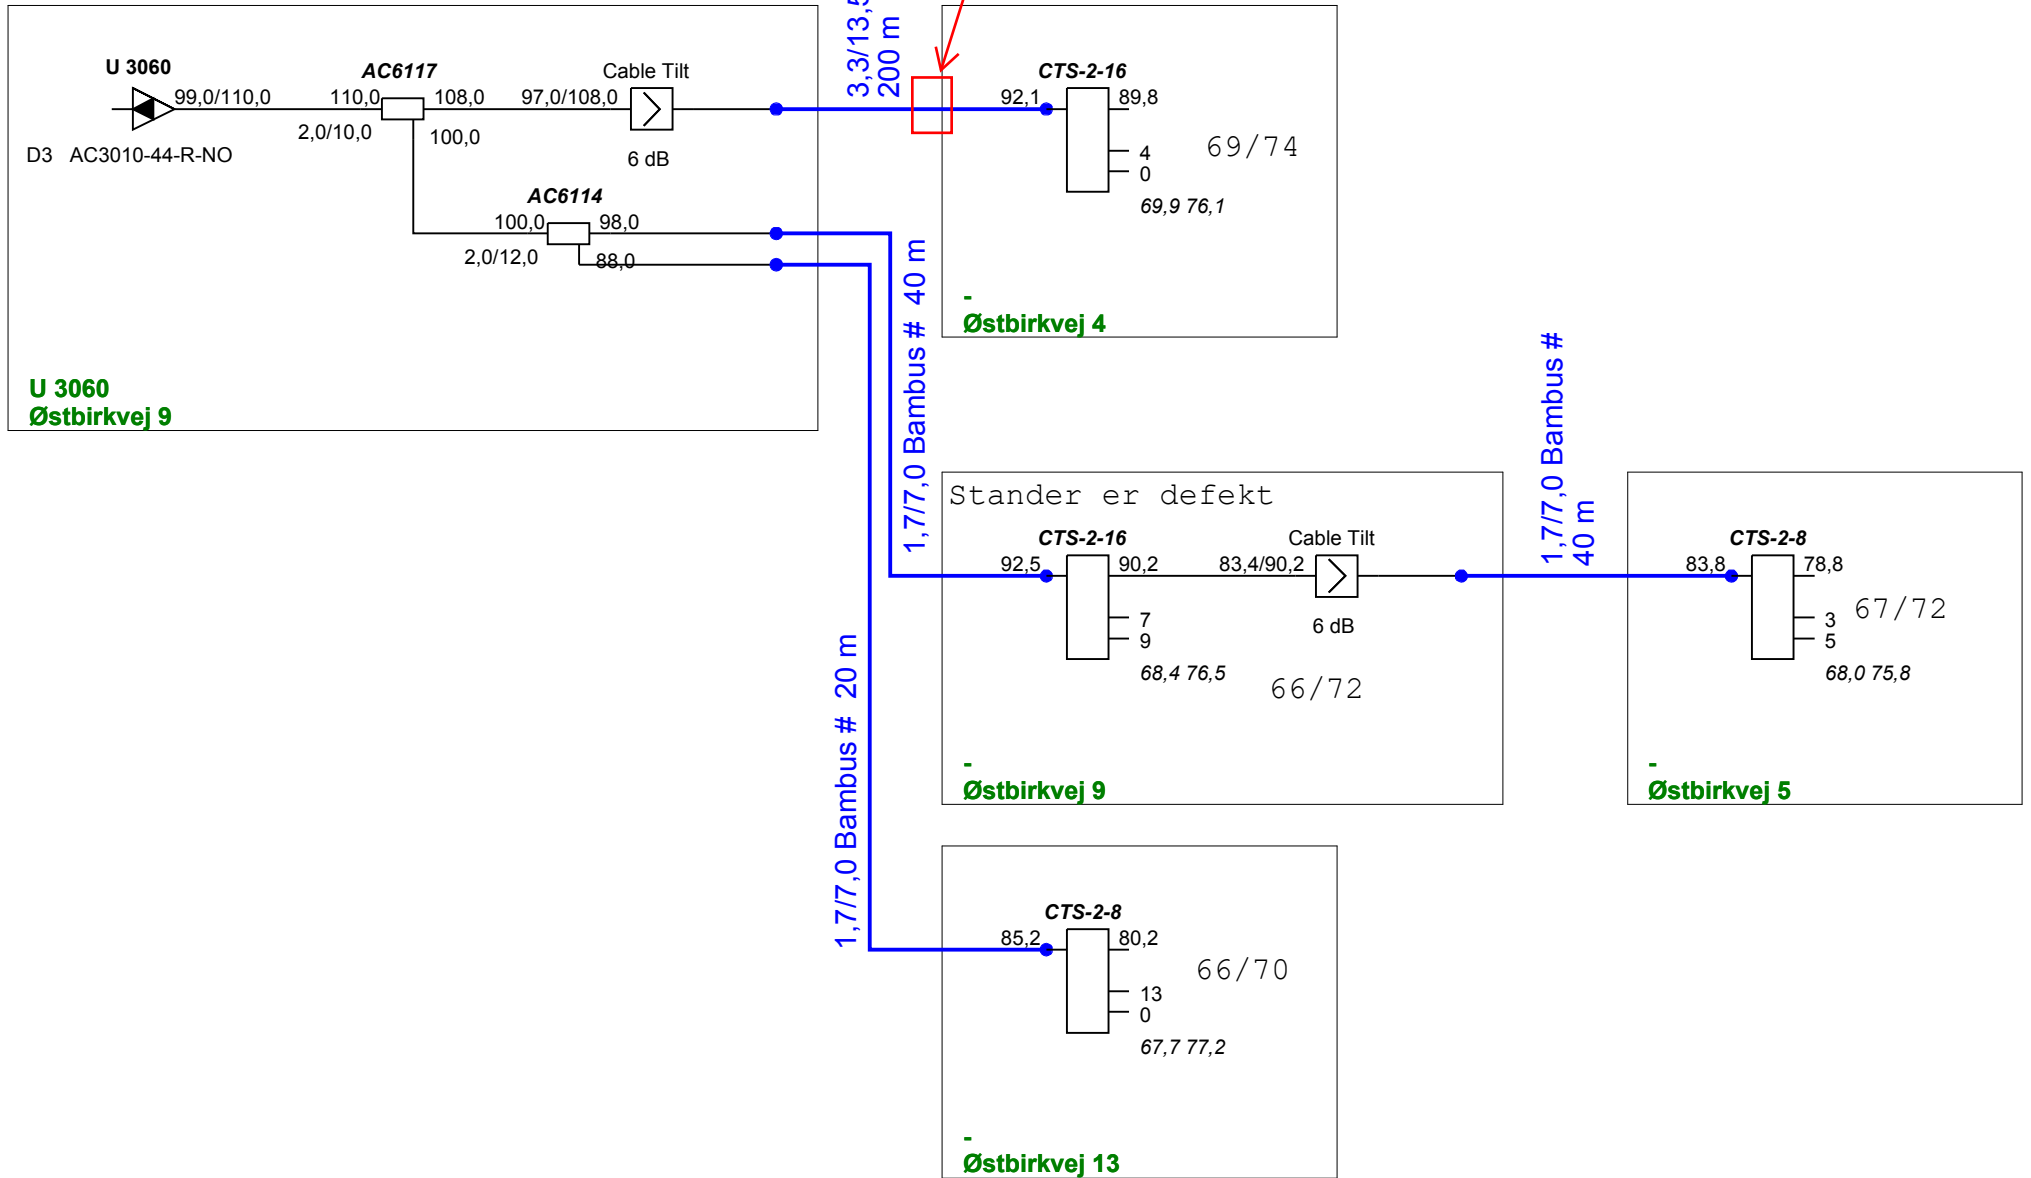 U 3060
99,0/110,0
D3 AC3010-44-R-NO
AC6117
110,0
108,0
2,0/10,0
100,0
97,0/108,0
Cable Tilt
6 dB
AC6114
100,0
98,0
2,0/12,0
88,0
U 3060
Østbirkvej 9
200 m
CTS-2-16
92,1
89,8
4
0
69/74
69,9 76,1
-
Østbirkvej 4
1,7/7,0 Bambus # 40 m
Stander er defekt
CTS-2-16
92,5
90,2
83,4/90,2
Cable Tilt
7
9
6 dB
68,4 76,5
66/72
-
Østbirkvej 9
1,7/7,0 Bambus #
40 m
CTS-2-8
83,8
78,8
3
5
67/72
68,0 75,8
-
Østbirkvej 5
1,7/7,0 Bambus # 20 m
CTS-2-8
85,2
80,2
13
0
66/70
67,7 77,2
-
Østbirkvej 13